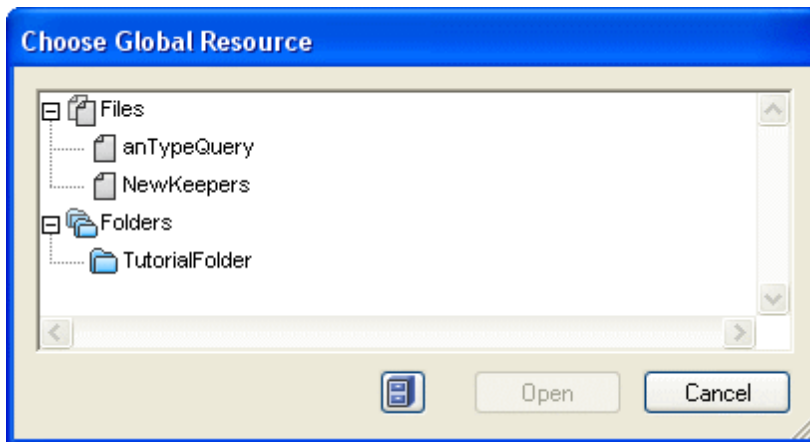 Choose Global Resource
Files
anTypeQuery
NewKeepers
Folders
TutorialFolder
Open Cancel